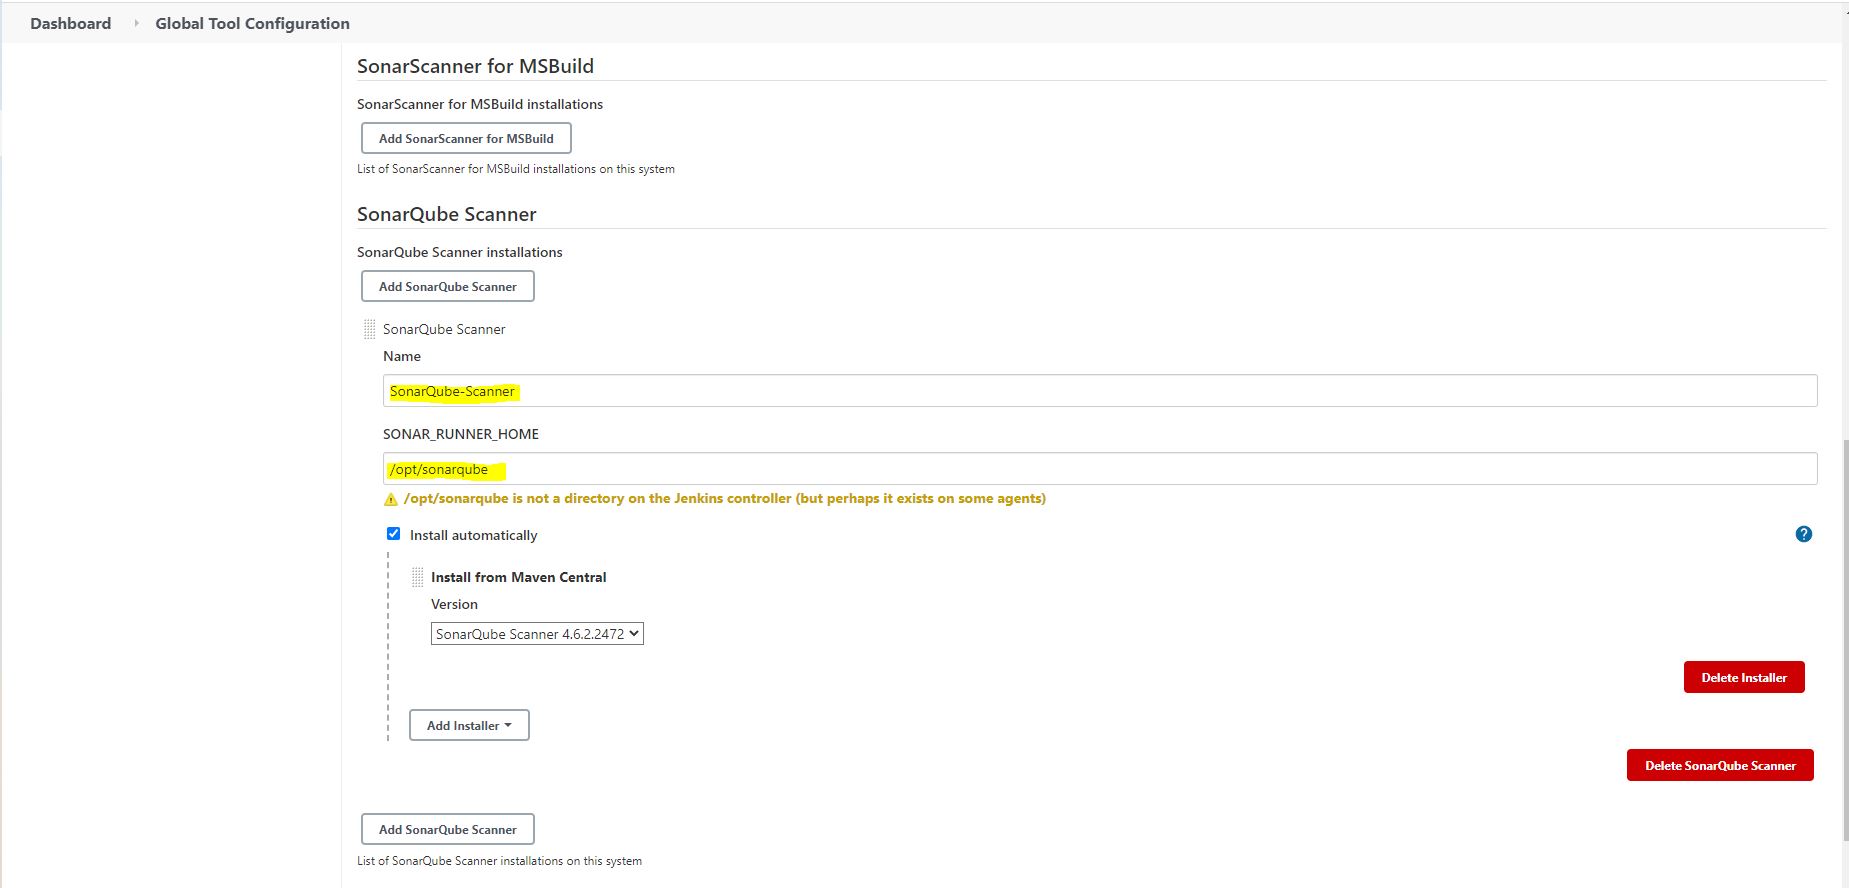 Dashboard
Global Tool Configuration
SonarScanner for MSBuild
SonarScanner for MSBuild installations
Add SonarScanner for MSBuild
List of SonarScanner for MSBuild installations on this system
SonarQube Scanner
SonarQube Scanner installations
Add SonarQube Scanner
SonarQube Scanner
Name
SonarQube-Scanner
SONAR_RUNNER_HOME
/opt/sonarqube
/opt/sonarqube is not a directory on the Jenkins controller (but perhaps it exists on some agents)
Install automatically
?
Install from Maven Central
Version
SonarQube Scanner 4.6.2.2472
Delete Installer
Add Installer
Delete SonarQube Scanner
Add SonarQube Scanner
List of SonarQube Scanner installations on this system